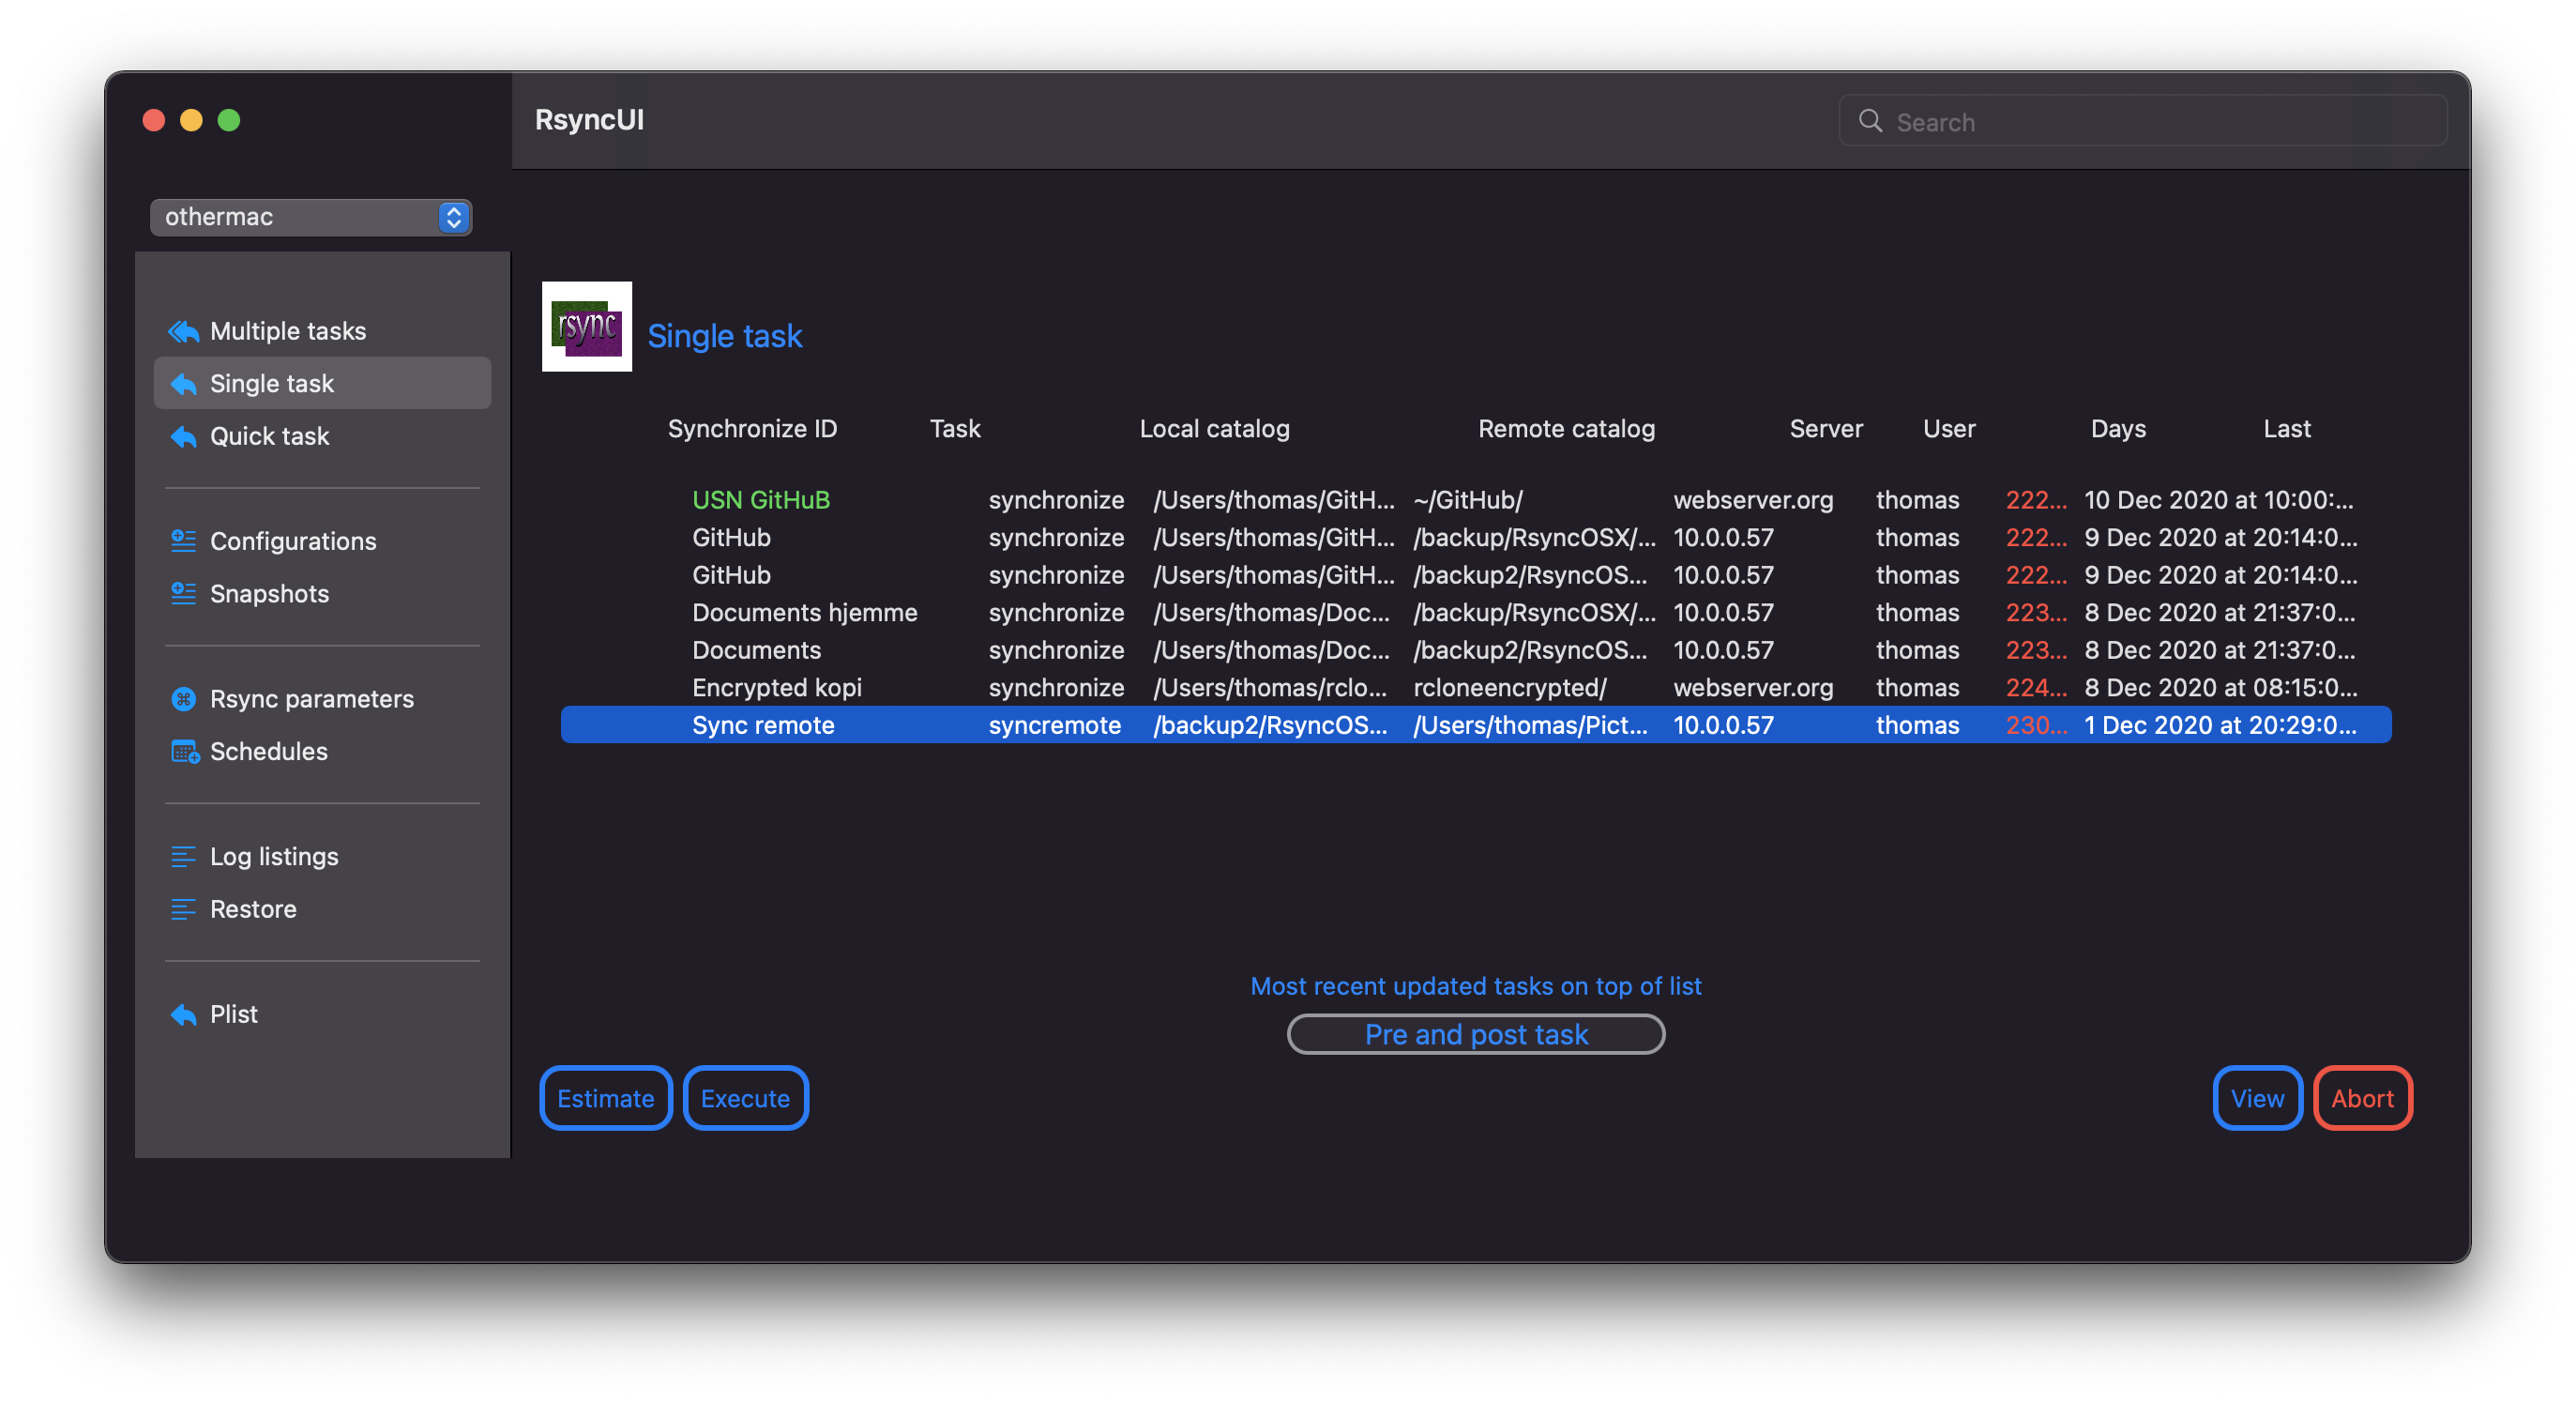 RsyncUI
Search
othermac
Multiple tasks
Single task
Quick task
Configurations
Snapshots
Rsync parameters
Schedules
Log listings
Restore
Plist
rsync
Single task
Synchronize ID Task Local catalog Remote catalog Server User Days Last
USN GitHuB synchronize /Users/thomas/GitH... ~/GitHub/ webserver.org thomas 222... 10 Dec 2020 at 10:00:...
GitHub synchronize /Users/thomas/GitH... /backup/RsyncOSX/... 10.0.0.57 thomas 222... 9 Dec 2020 at 20:14:0...
GitHub synchronize /Users/thomas/GitH... /backup2/RsyncOS... 10.0.0.57 thomas 222... 9 Dec 2020 at 20:14:0...
Documents hjemme synchronize /Users/thomas/Doc... /backup/RsyncOSX/... 10.0.0.57 thomas 223... 8 Dec 2020 at 21:37:0...
Documents synchronize /Users/thomas/Doc... /backup2/RsyncOS... 10.0.0.57 thomas 223... 8 Dec 2020 at 21:37:0...
Encrypted kopi synchronize /Users/thomas/rclo... rcloneencrypted/ webserver.org thomas 224... 8 Dec 2020 at 08:15:0...
Sync remote syncremote /backup2/RsyncOS... /Users/thomas/Pict... 10.0.0.57 thomas 230... 1 Dec 2020 at 20:29:0...
Most recent updated tasks on top of list
Pre and post task
Estimate Execute View Abort